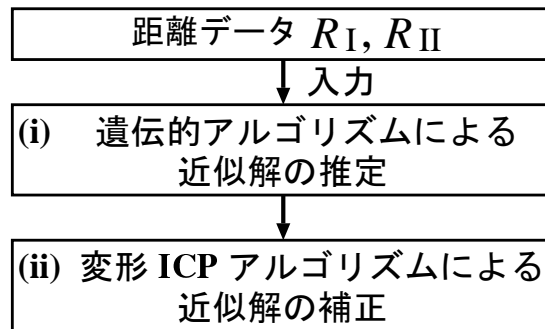 距離データ R I, R II
入力
(i) 遺伝的アルゴリズムによる
近似解の推定
(ii) 変形 ICP アルゴリズムによる
近似解の補正